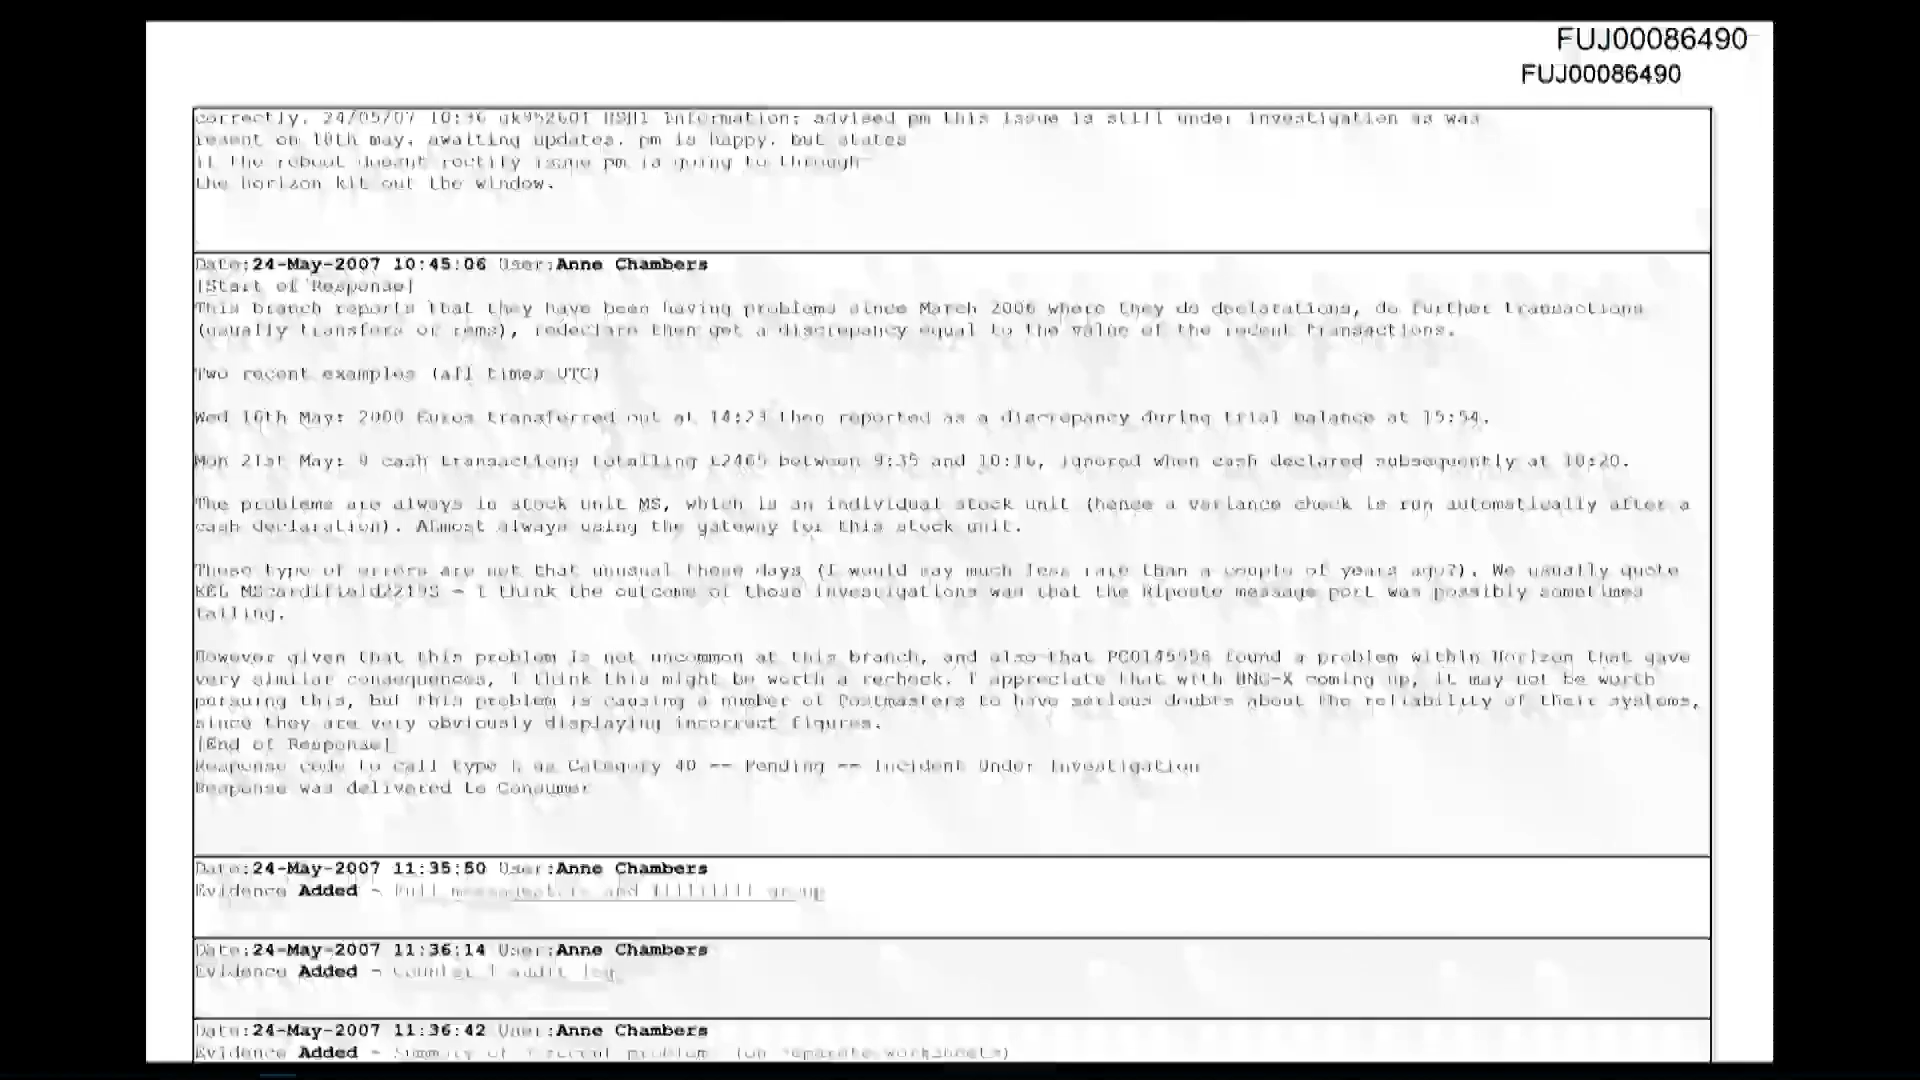 FUJ00086490
FUJ00086490
correctly. 24/05/07 10:36 information: advised pm this issue is still under investigation as was
resent on 10th may. awaiting updates. pm is happy. but states
if the reboot doesnt rectify issue pm is going to through
the horizon kit out the window.
Date:24-May-2007 10:45:06 User:Anne Chambers
[Start of Response]
This branch reports that they have been having problems since March 2006 where they do declarations, do further transactions
(usually transfers or rems), redeclare then get a discrepancy equal to the value of the recent transactions.
Two recent examples (all times UTC)
Wed 16th May: 2000 Euros transferred out at 14:23 then reported as a discrepancy during trial balance at 15:54.
Mon 21st May: cash transactions totalling £2465 between 9:35 and 10:16, ignored when cash declared subsequently at 10:20.
The problems are always in stock unit MS, which is an individual stock unit (hence a variance check is run automatically after a
cash declaration). Almost always using the gateway for this stock unit.
These type of errors are not that unusual these days (I would say much less rare than a couple of years ago?). We usually quote
KEL MScardifield2219S - I think the outcome of those investigations was that the Riposte message port was possibly sometimes
failing.
However given that this problem is not uncommon at this branch, and also that found a problem within Horizon that gave
very similar consequences, I think this might be worth a recheck. I appreciate that with HNG-X coming up, it may not be worth
pursuing this, but this problem is causing a number of Postmasters to have serious doubts about the reliability of their systems,
since they are very obviously displaying incorrect figures.
[End of Response]
Response code to call type L as Category 40 -- Pending -- Incident Under Investigation
Response was delivered to Consumer
Date:24-May-2007 11:35:50 User:Anne Chambers
Evidence Added - Full messagestore and
Date:24-May-2007 11:36:14 User:Anne Chambers
Evidence Added - Counter 1 audit log
Date:24-May-2007 11:36:42 User:Anne Chambers
Evidence Added - Summary of problem (on separate worksheets)